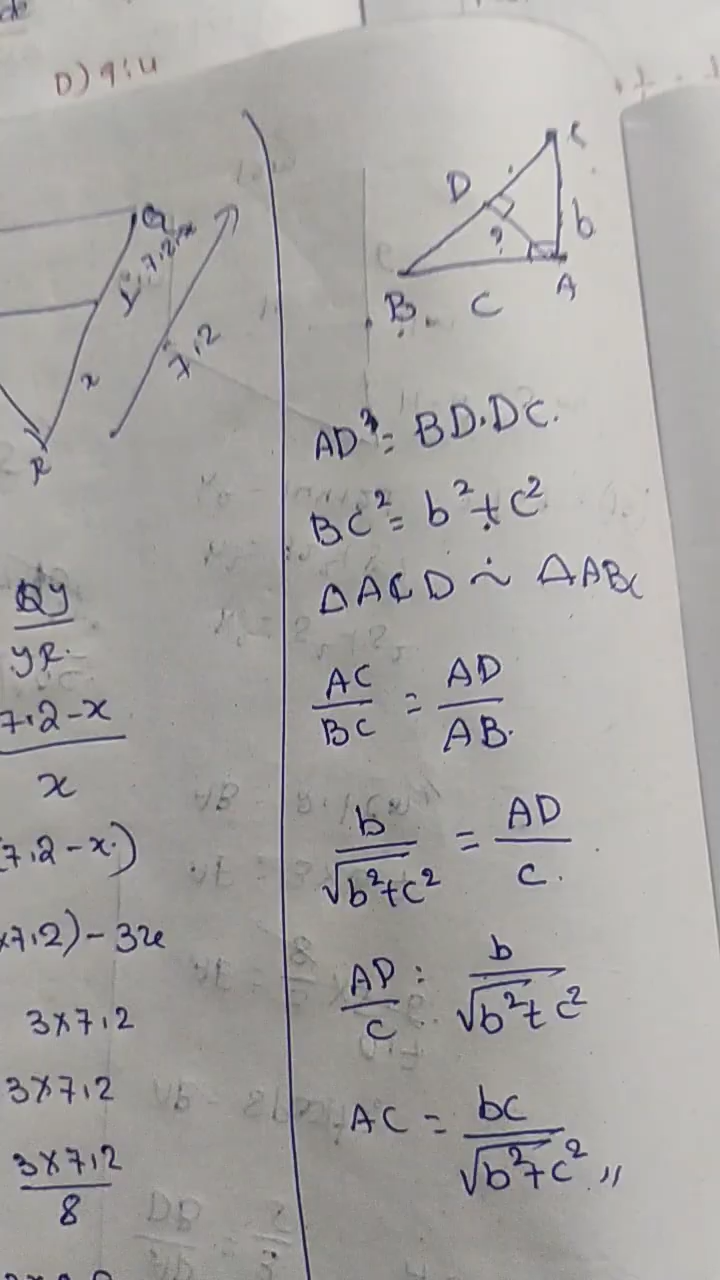 D) 9:4
Q
7.2-x
7.2
x
R
QY
YR.
7.2-x
x
7.2-x.)
x7.2)-3x
3x7.2
3x7.2
3x7.2
8
C
D
b
?
A
B.
C
AD²= BD.DC.
BC²= b²+c²
ΔACD ~ ΔABC
AC = AD
BC AB.
b = AD
√b²+c² c.
AD : b
C √b²+c²
AC = bc
√b²+c² .,,